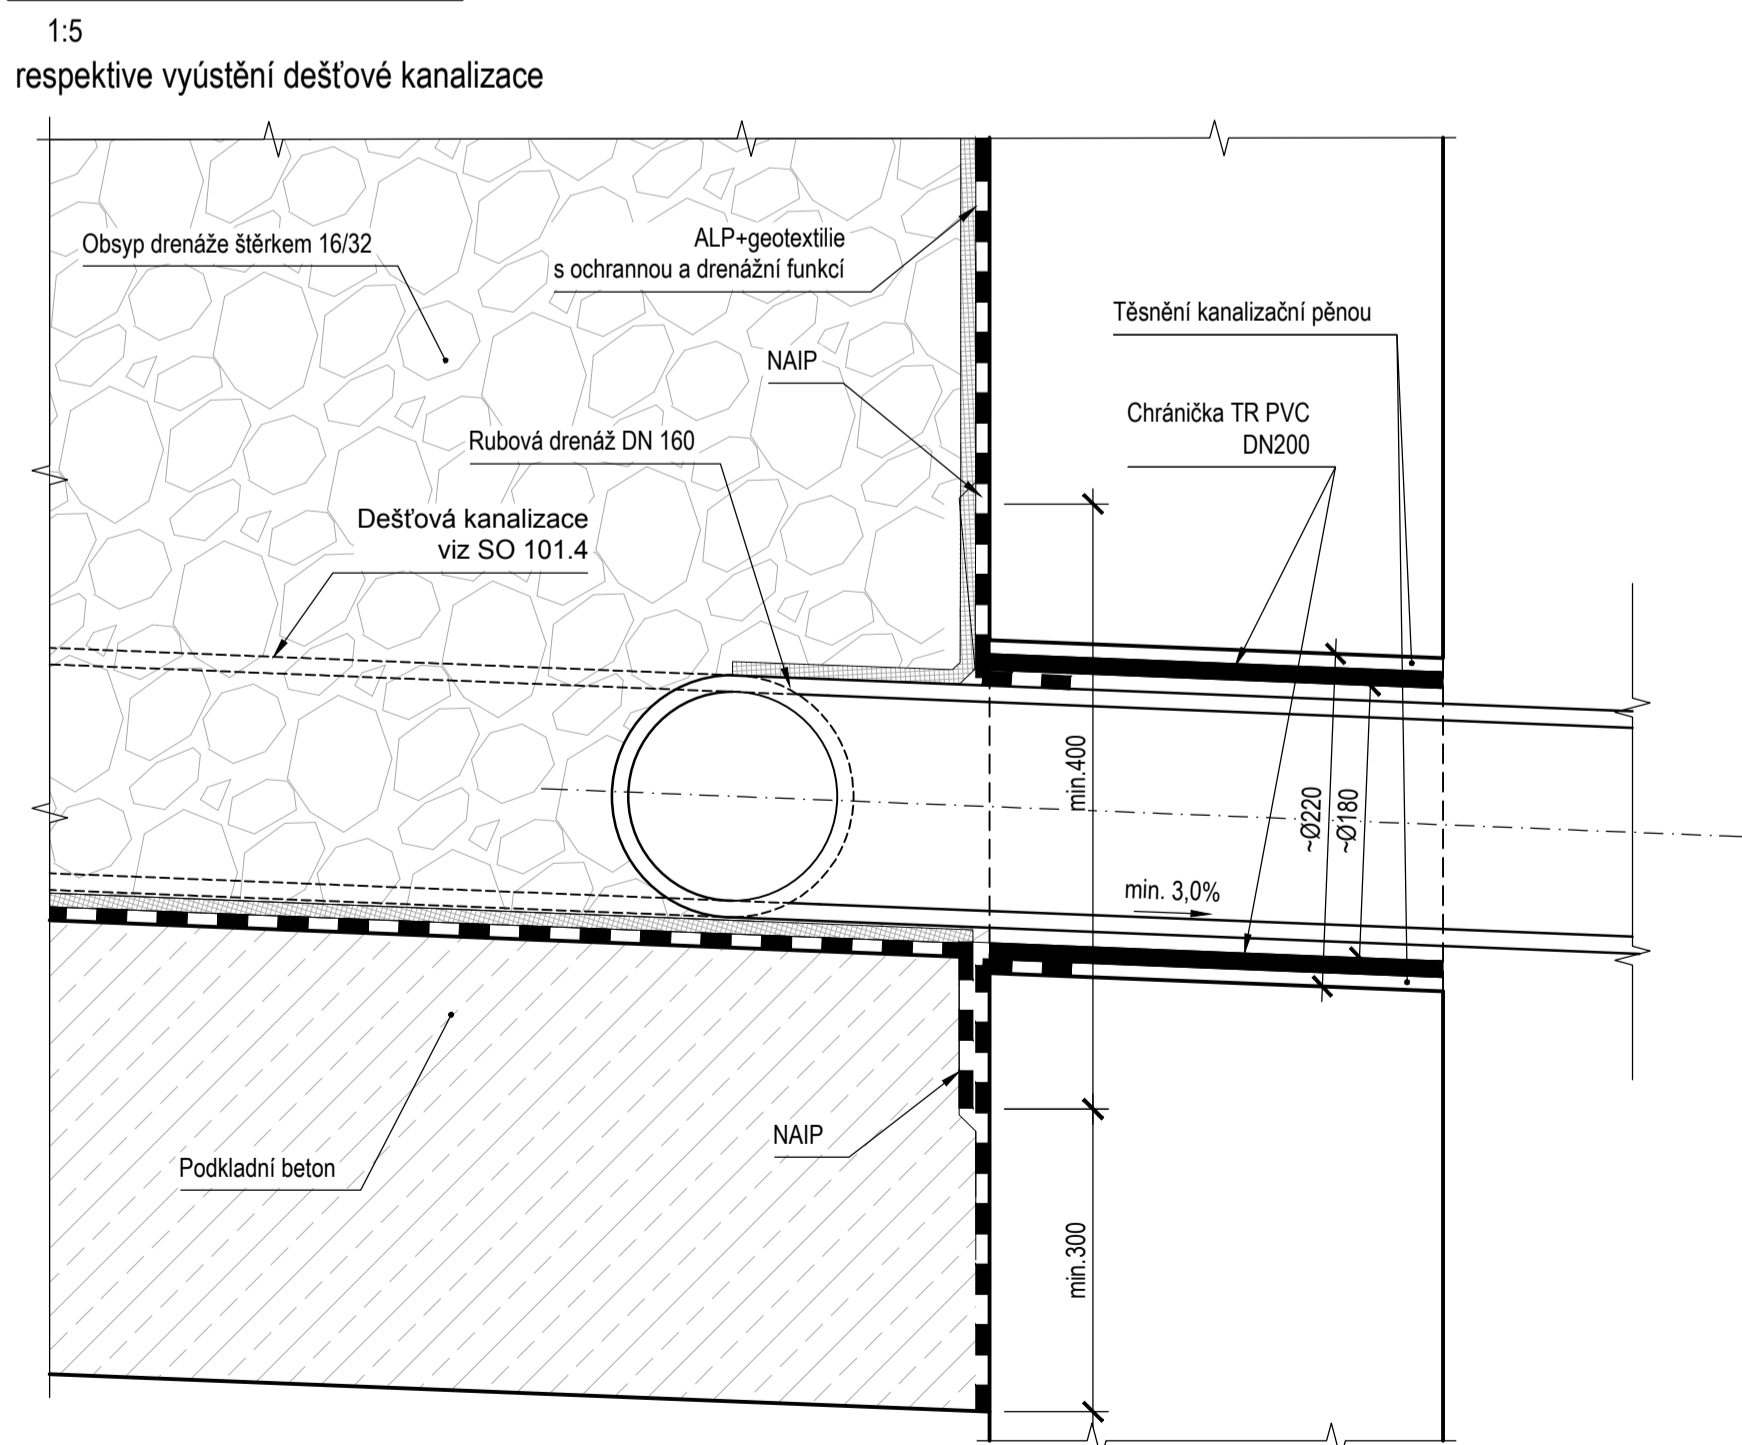 1:5
respektive vyústění dešťové kanalizace
Obsyp drenáže štěrkem 16/32
ALP+geotextilie
s ochrannou a drenážní funkcí
Těsnění kanalizační pěnou
NAIP
Chránička TR PVC
DN200
Rubová drenáž DN 160
Dešťová kanalizace
viz SO 101.4
min.400
~Ø220
~Ø180
min. 3,0%
NAIP
Podkladní beton
min.300